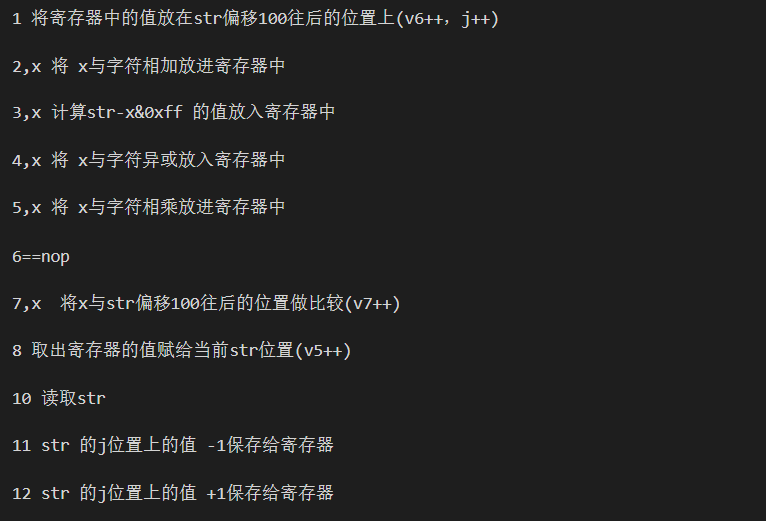 1 将寄存器中的值放在str偏移100往后的位置上(v6++, j++)
2,x 将 x与字符相加放进寄存器中
3,x 计算str-x&0xff 的值放入寄存器中
4,x 将 x与字符异或放入寄存器中
5,x 将 x与字符相乘放进寄存器中
6==nop
7,x  将x与str偏移100往后的位置做比较(v7++)
8 取出寄存器的值赋给当前str位置(v5++)
10 读取str
11 str 的j位置上的值 -1保存给寄存器
12 str 的j位置上的值 +1保存给寄存器